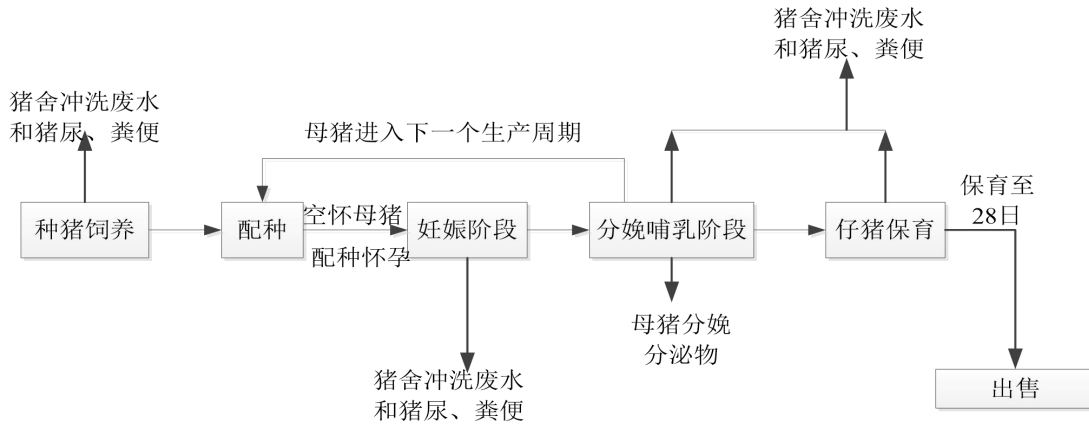 猪舍冲洗废水
和猪尿、粪便
猪舍冲洗废水
和猪尿、粪便
母猪进入下一个生产周期
种猪饲养
配种
空怀母猪
配种怀孕
妊娠阶段
分娩哺乳阶段
仔猪保育
保育至
28日
母猪分娩
分泌物
猪舍冲洗废水
和猪尿、粪便
出售